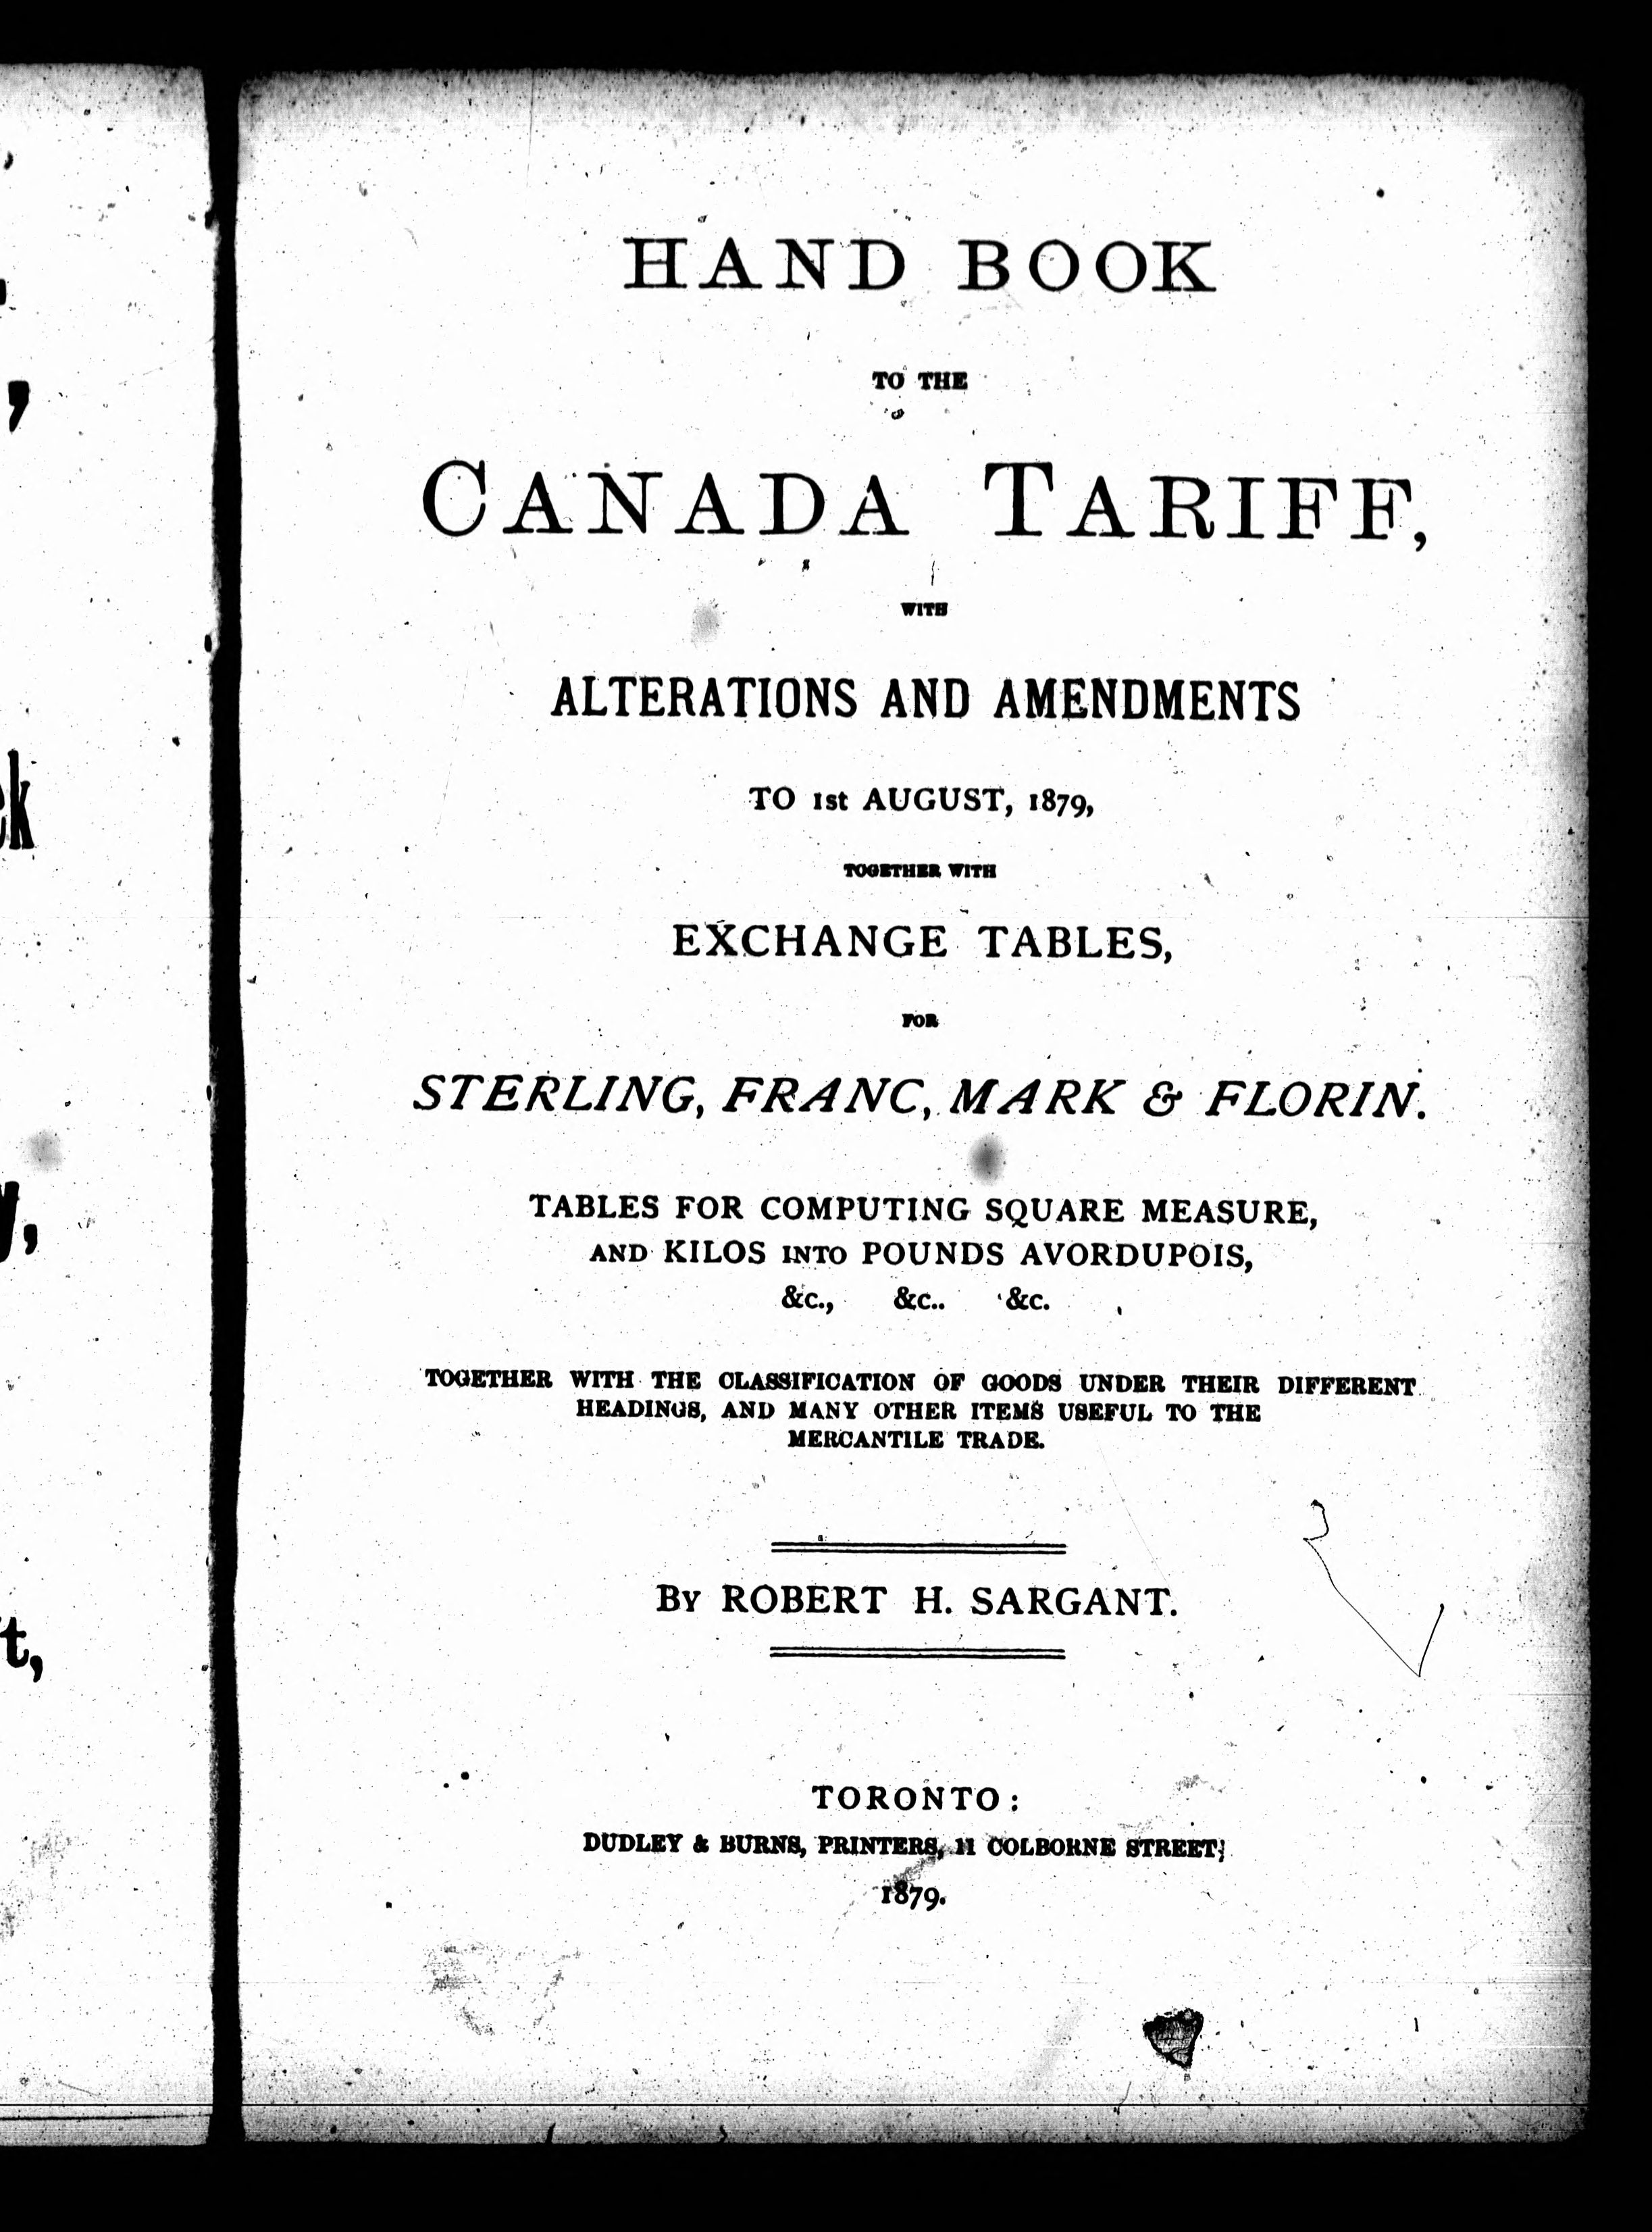 HAND BOOK
TO THE
CANADA TARIFF,
WITH
ALTERATIONS AND AMENDMENTS
TO 1st AUGUST, 1879,
TOGETHER WITH
EXCHANGE TABLES,
FOR
STERLING, FRANC, MARK & FLORIN.
TABLES FOR COMPUTING SQUARE MEASURE,
AND KILOS INTO POUNDS AVORDUPOIS,
&c., &c.. &c.
TOGETHER WITH THE CLASSIFICATION OF GOODS UNDER THEIR DIFFERENT
HEADINGS, AND MANY OTHER ITEMS USEFUL TO THE
MERCANTILE TRADE.
By ROBERT H. SARGANT.
TORONTO:
DUDLEY & BURNS, PRINTERS, 11 COLBORNE STREET;
1879.